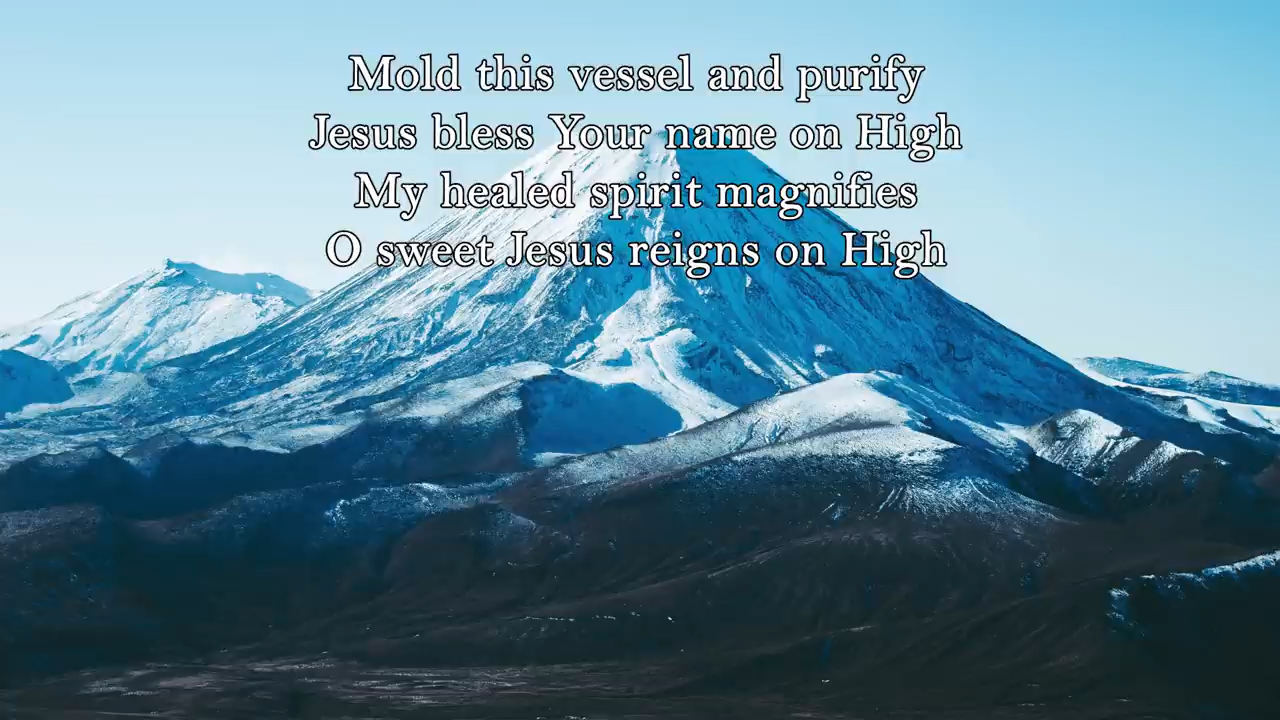 Mold this vessel and purify
Jesus bless Your name on High
My healed spirit magnifies
O sweet Jesus reigns on High